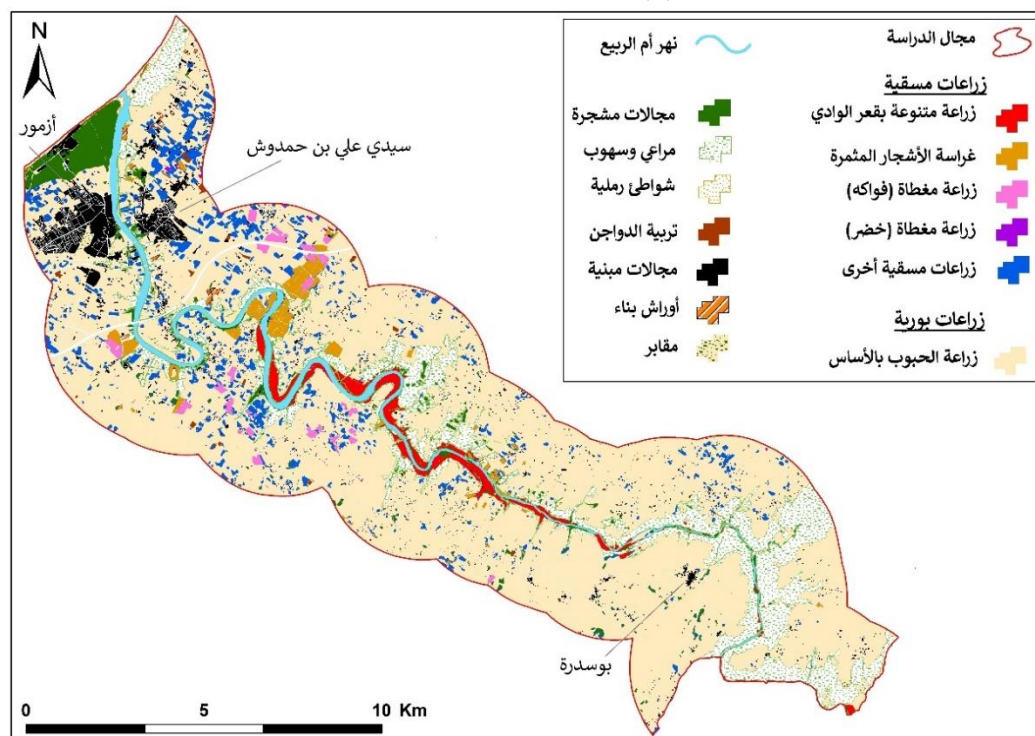 N
أزمور
سيدي علي بن حمدوش
بوسدرة
0 5 10 Km
مجال الدراسة
زراعات مسقية
زراعة متنوعة بقعر الوادي
غراسة الأشجار المثمرة
زراعة مغطاة (فواكه)
زراعة مغطاة (خضر)
زراعات مسقية أخرى
زراعات بورية
زراعة الحبوب بالأساس
نهر أم الربيع
مجالات مشجرة
مراعي وسهوب
شواطئ رملية
تربية الدواجن
مجالات مبنية
أوراش بناء
مقابر